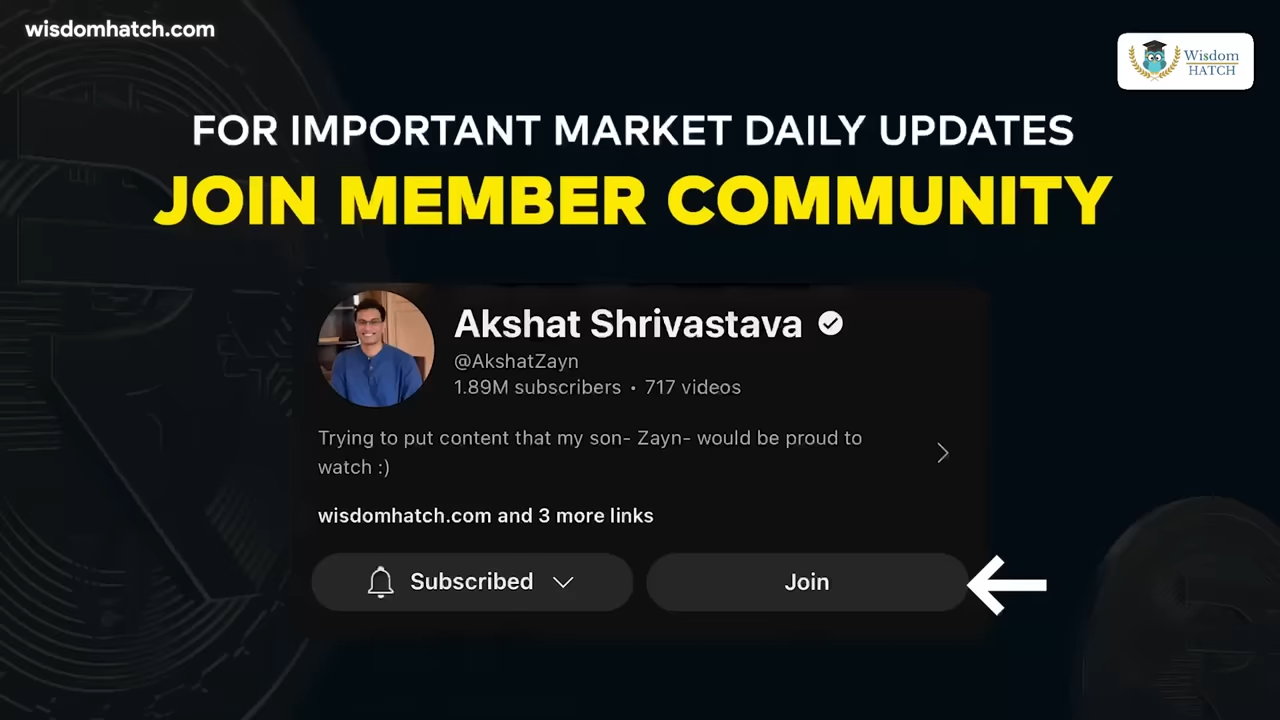 wisdomhatch.com
Wisdom
HATCH
FOR IMPORTANT MARKET DAILY UPDATES
JOIN MEMBER COMMUNITY
Akshat Shrivastava
@AkshatZayn
1.89M subscribers • 717 videos
Trying to put content that my son- Zayn- would be proud to
watch :)
wisdomhatch.com and 3 more links
Subscribed
Join